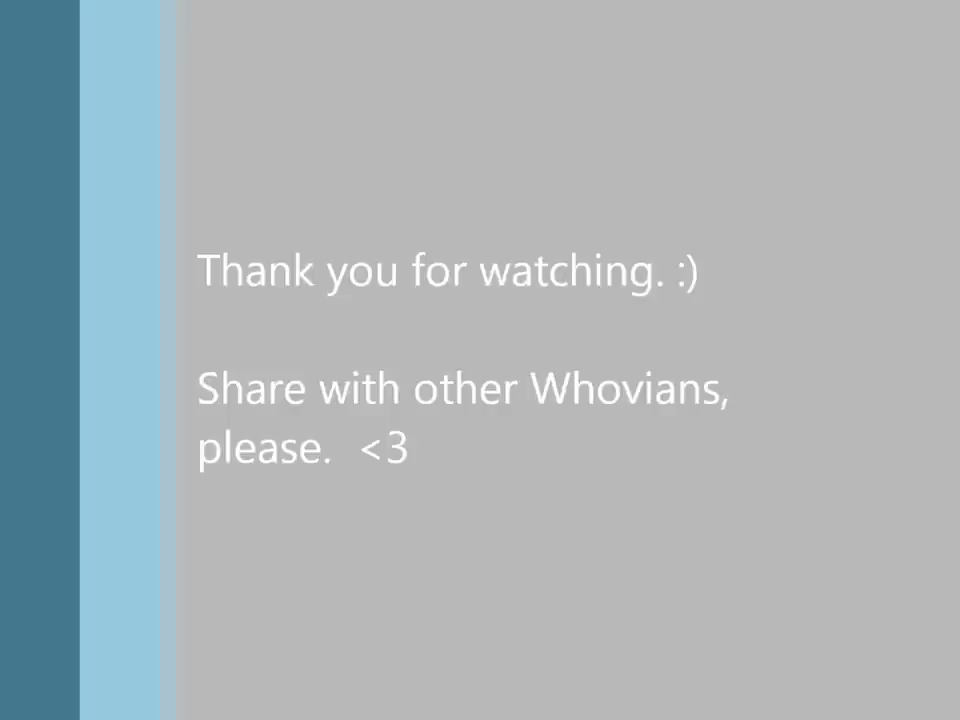 Thank you for watching. :)
Share with other Whovians,
please.  <3